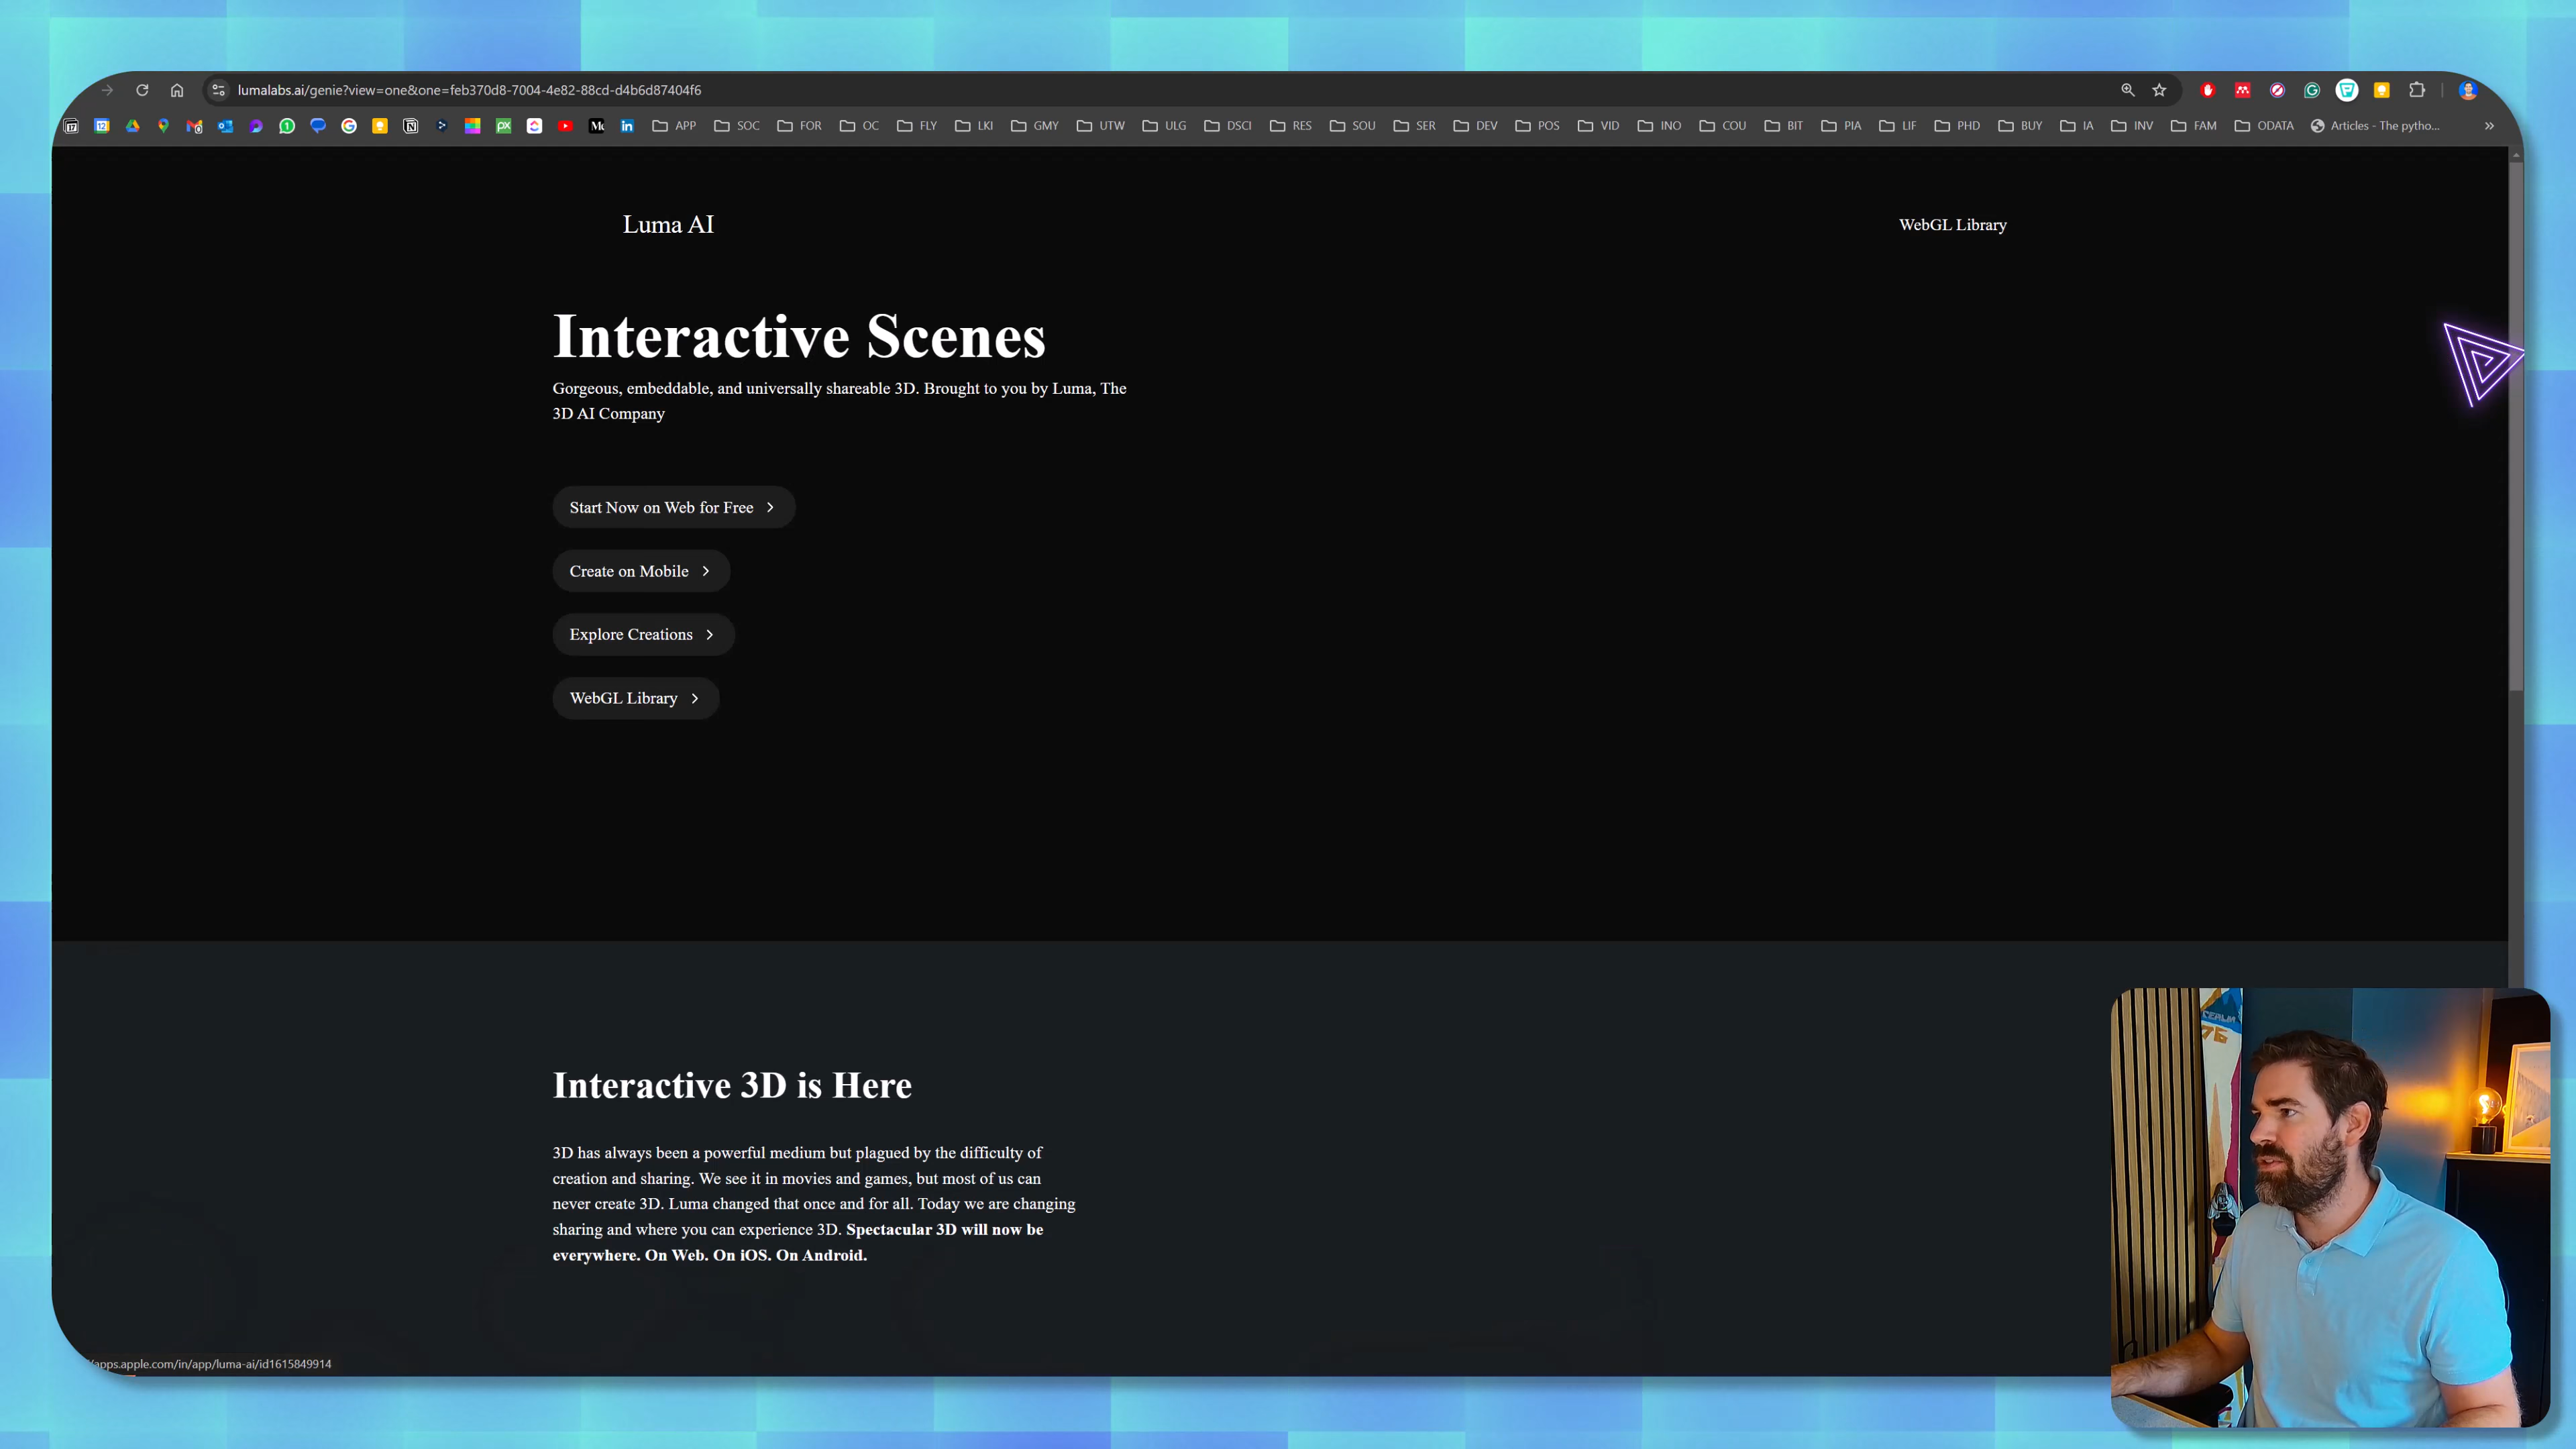 lumalabs.ai/genie?view=one&one=feb370d8-7004-4e82-88cd-d4b6d87404f6
APP SOC FOR OC FLY LKI GMY UTW ULG DSCI RES SOU SER DEV POS VID INO COU BIT PIA LIF PHD BUY IA INV FAM ODATA Articles - The pytho... »
Luma AI
WebGL Library
Interactive Scenes
Gorgeous, embeddable, and universally shareable 3D. Brought to you by Luma, The
3D AI Company
Start Now on Web for Free
Create on Mobile
Explore Creations
WebGL Library
Interactive 3D is Here
3D has always been a powerful medium but plagued by the difficulty of
creation and sharing. We see it in movies and games, but most of us can
never create 3D. Luma changed that once and for all. Today we are changing
sharing and where you can experience 3D. Spectacular 3D will now be
everywhere. On Web. On iOS. On Android.
apps.apple.com/in/app/luma-ai/id1615849914